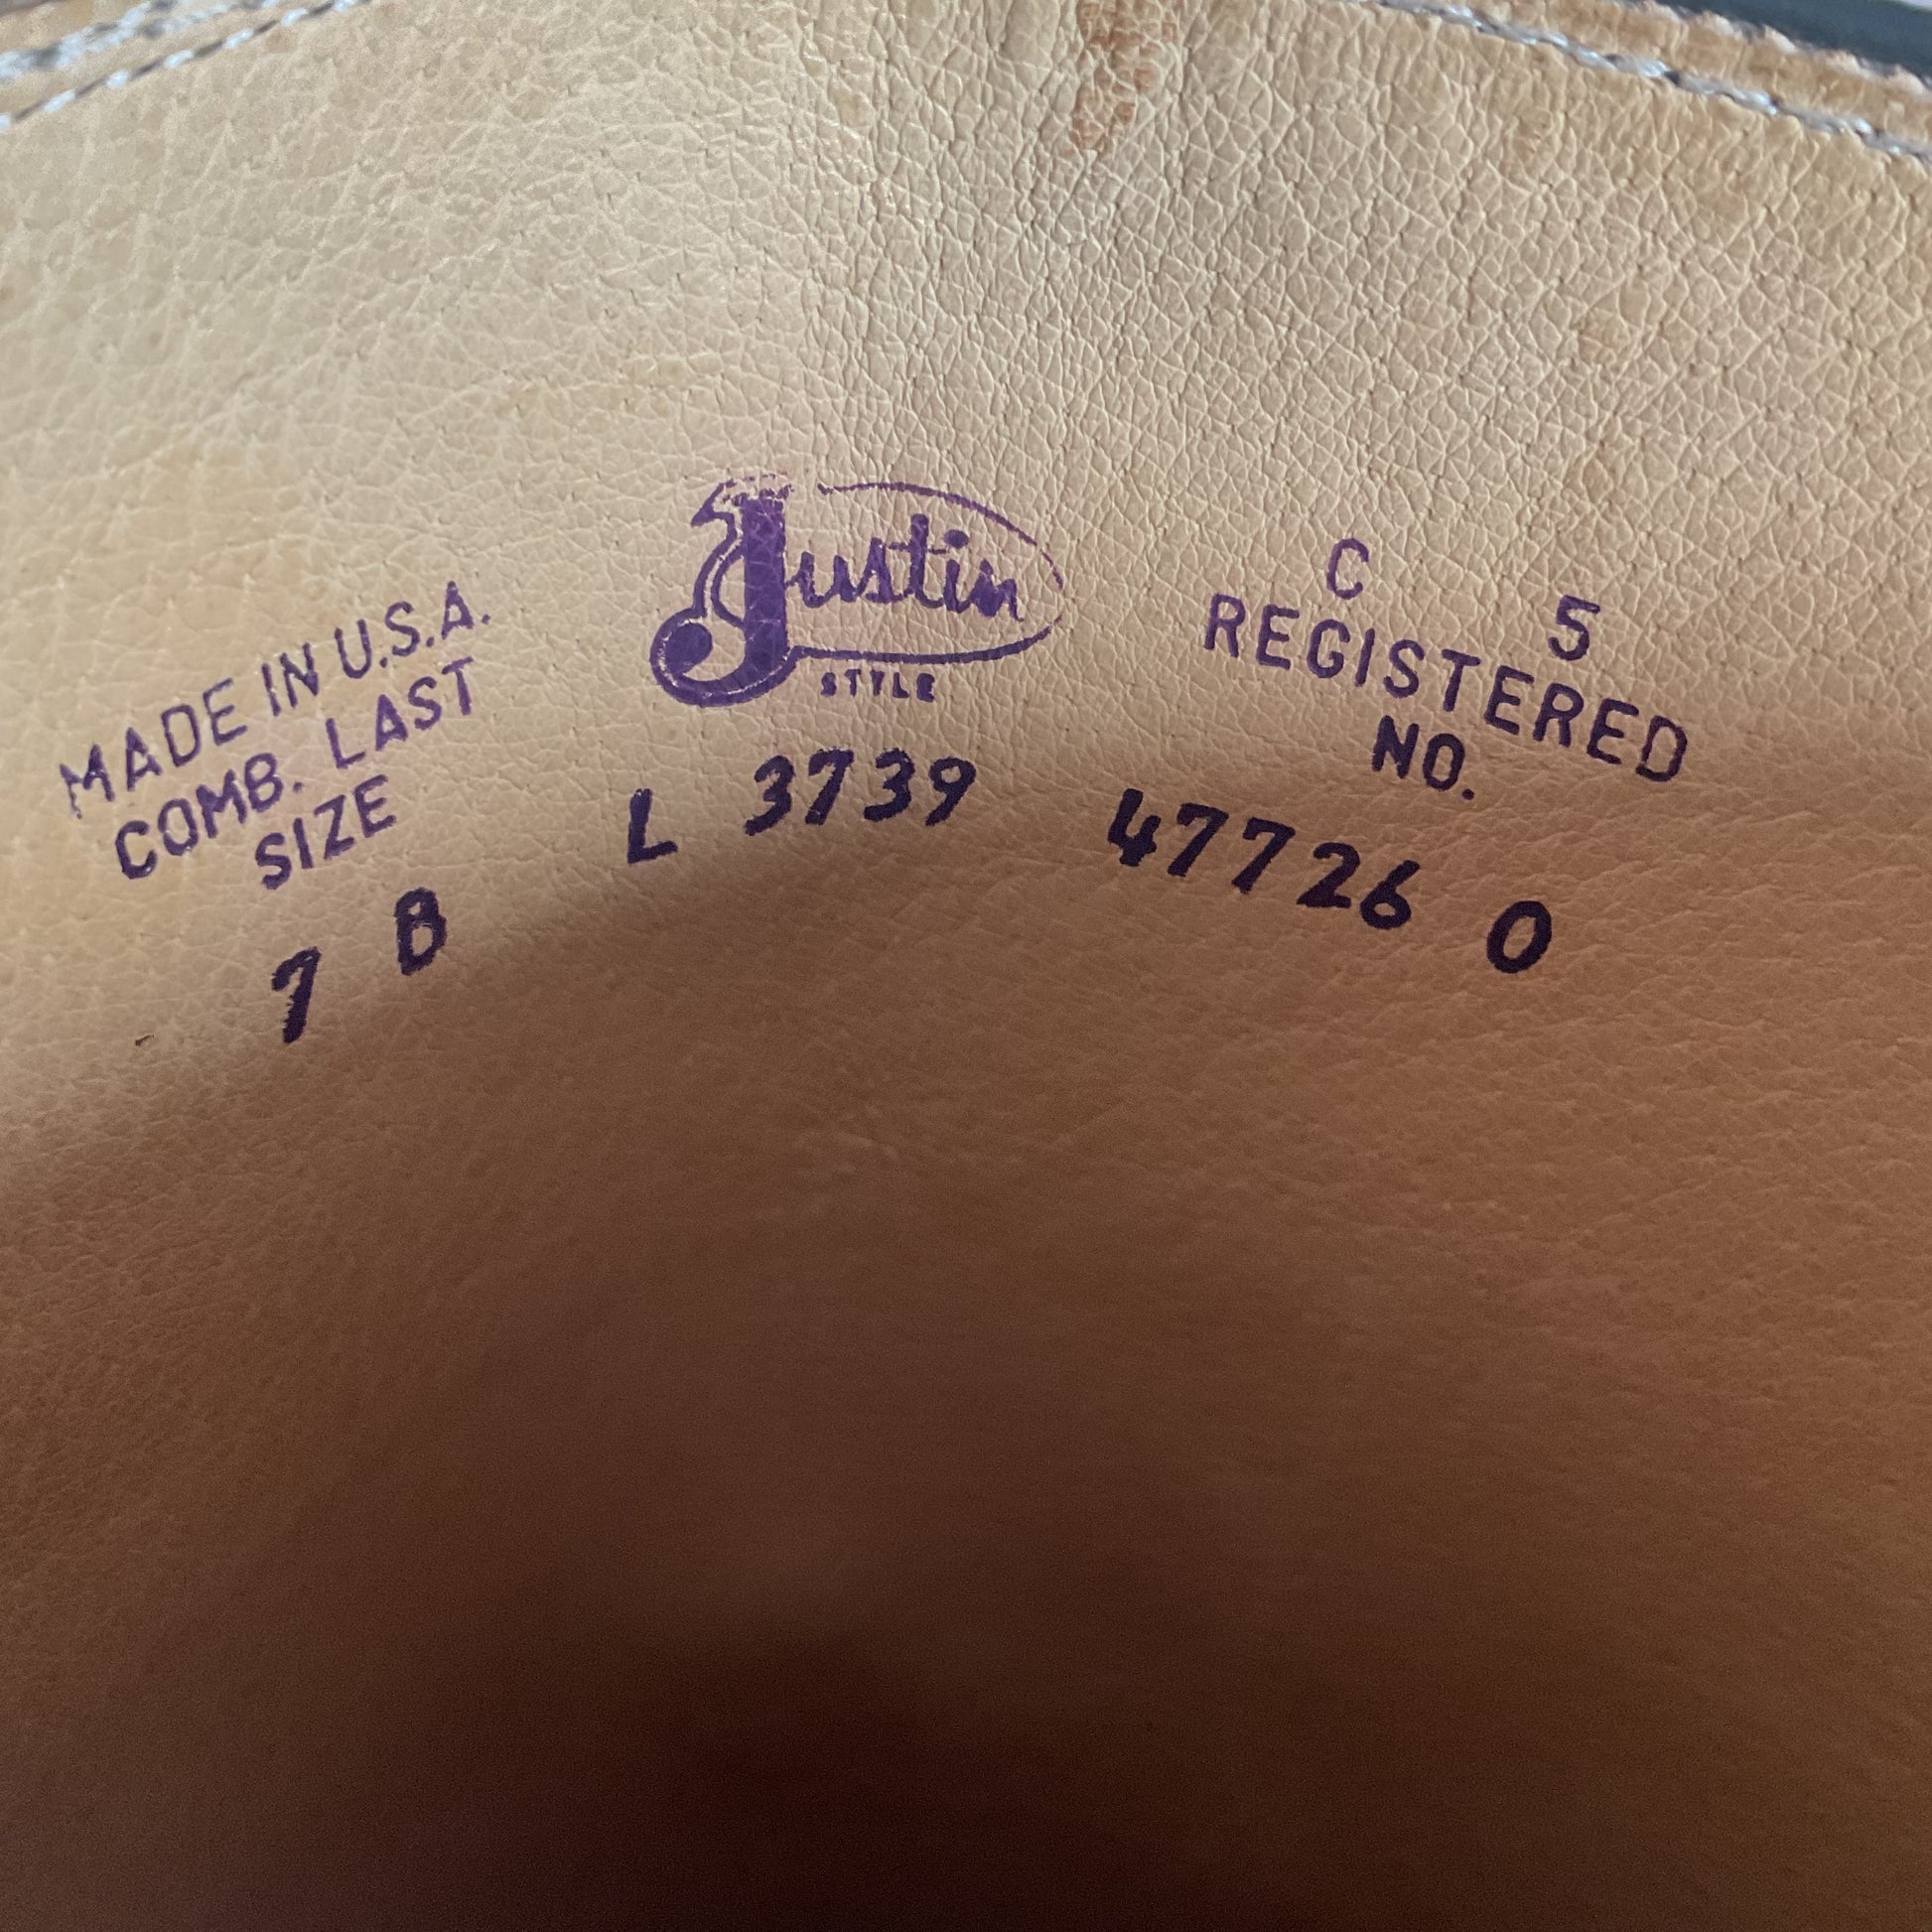 MADE IN U.S.A.
COMB. LAST
SIZE
7 B
Justin
STYLE
L 3739
C 5
REGISTERED
NO.
47726 0